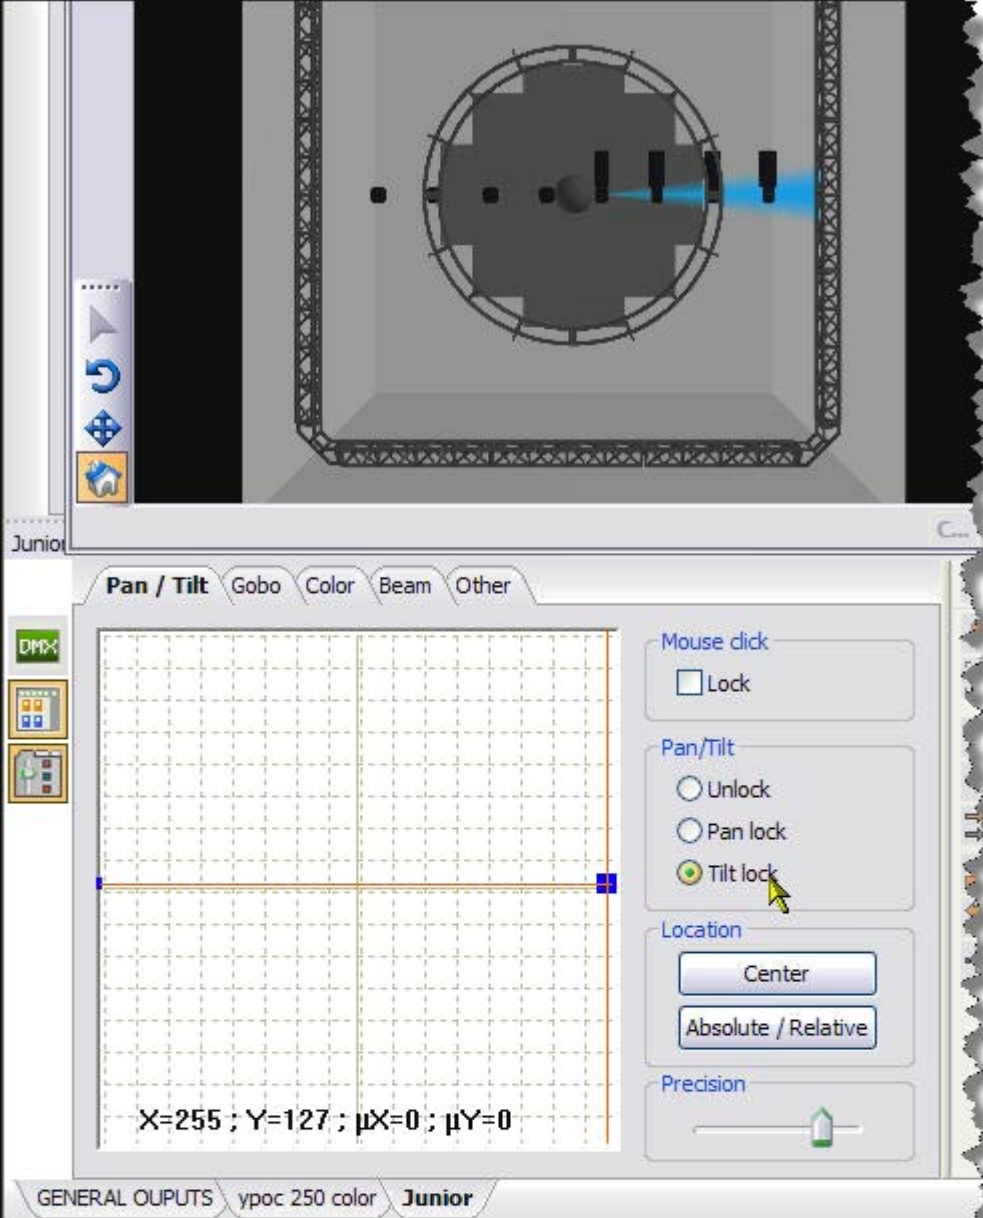 C...
Junior
Pan / Tilt Gobo Color Beam Other
DMX
Mouse click
Lock
Pan/Tilt
Unlock
Pan lock
Tilt lock
Location
Center
Absolute / Relative
Precision
X=255 ; Y=127 ; µX=0 ; µY=0
GENERAL OUPUTS ypoc 250 color Junior